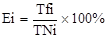 Ei = Tfi / TNi × 100%